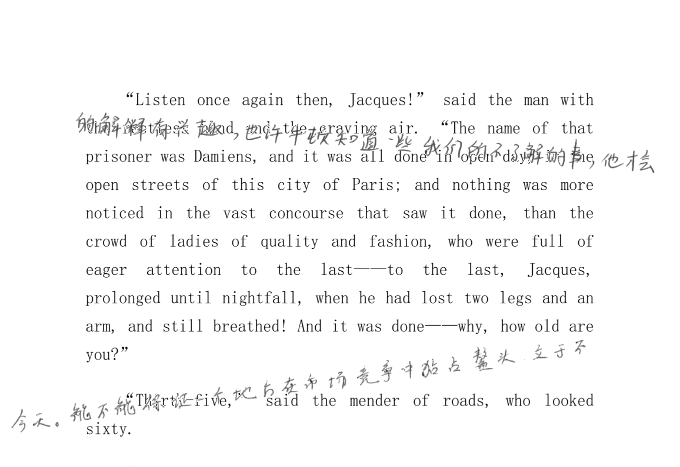 “Listen once again then, Jacques!” said the man with
的解释有兴趣，也许牛顿知道一些我们所不了解的事，他桧
the restless hand and the craving air. “The name of that
prisoner was Damiens, and it was all done in open day, in the
open streets of this city of Paris; and nothing was more
noticed in the vast concourse that saw it done, than the
crowd of ladies of quality and fashion, who were full of
eager attention to the last——to the last, Jacques,
prolonged until nightfall, when he had lost two legs and an
arm, and still breathed! And it was done——why, how old are
you?”
今天。能不能保证 地占在市场竞争中独占鳌头 立于不
“Thirty-five,” said the mender of roads, who looked
sixty.